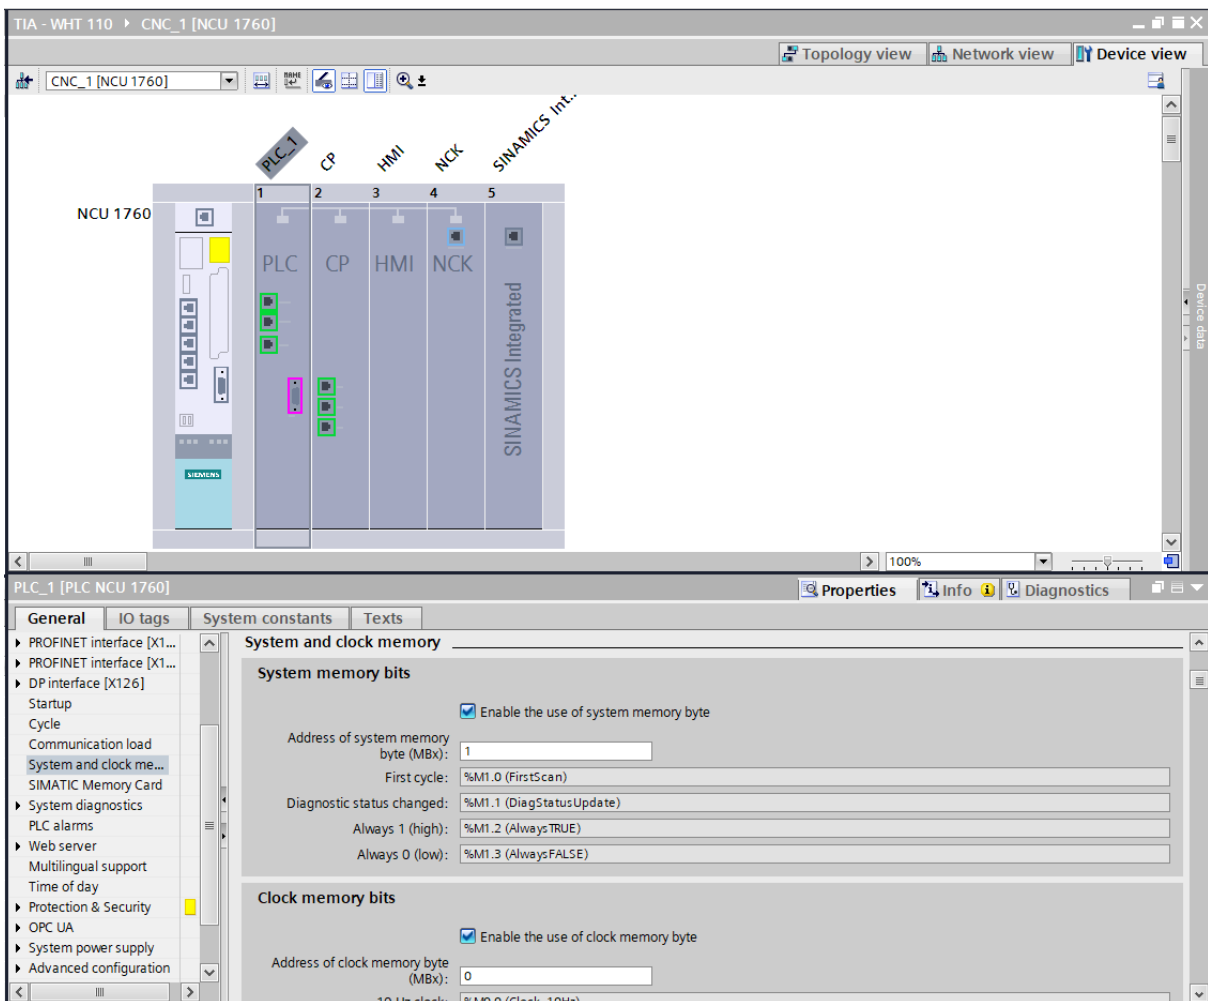 TIA - WHT 110 ▸ CNC_1 [NCU 1760]
Topology view
Network view
Device view
CNC_1 [NCU 1760]
PLC_1
CP
HMI
NCK
SINAMICS Int..
1
2
3
4
5
NCU 1760
PLC
CP
HMI
NCK
SINAMICS Integrated
SIEMENS
Device data
100%
PLC_1 [PLC NCU 1760]
Properties
Info
Diagnostics
General
IO tags
System constants
Texts
PROFINET interface [X1...
PROFINET interface [X1...
DP interface [X126]
Startup
Cycle
Communication load
System and clock me...
SIMATIC Memory Card
System diagnostics
PLC alarms
Web server
Multilingual support
Time of day
Protection & Security
OPC UA
System power supply
Advanced configuration
System and clock memory
System memory bits
Enable the use of system memory byte
Address of system memory
byte (MBx):
1
First cycle:
%M1.0 (FirstScan)
Diagnostic status changed:
%M1.1 (DiagStatusUpdate)
Always 1 (high):
%M1.2 (AlwaysTRUE)
Always 0 (low):
%M1.3 (AlwaysFALSE)
Clock memory bits
Enable the use of clock memory byte
Address of clock memory byte
(MBx):
0
10 Hz clock:
%M0.0 (Clock_10Hz)